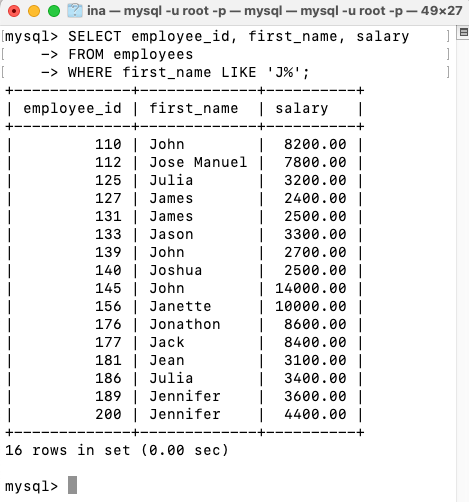 ina — mysql -u root -p — mysql — mysql -u root -p — 49×27
mysql> SELECT employee_id, first_name, salary
    -> FROM employees
    -> WHERE first_name LIKE 'J%';
+-------------+-------------+----------+
| employee_id | first_name  | salary   |
+-------------+-------------+----------+
|         110 | John        |  8200.00 |
|         112 | Jose Manuel |  7800.00 |
|         125 | Julia       |  3200.00 |
|         127 | James       |  2400.00 |
|         131 | James       |  2500.00 |
|         133 | Jason       |  3300.00 |
|         139 | John        |  2700.00 |
|         140 | Joshua      |  2500.00 |
|         145 | John        | 14000.00 |
|         156 | Janette     | 10000.00 |
|         176 | Jonathon    |  8600.00 |
|         177 | Jack        |  8400.00 |
|         181 | Jean        |  3100.00 |
|         186 | Julia       |  3400.00 |
|         189 | Jennifer    |  3600.00 |
|         200 | Jennifer    |  4400.00 |
+-------------+-------------+----------+
16 rows in set (0.00 sec)
mysql>